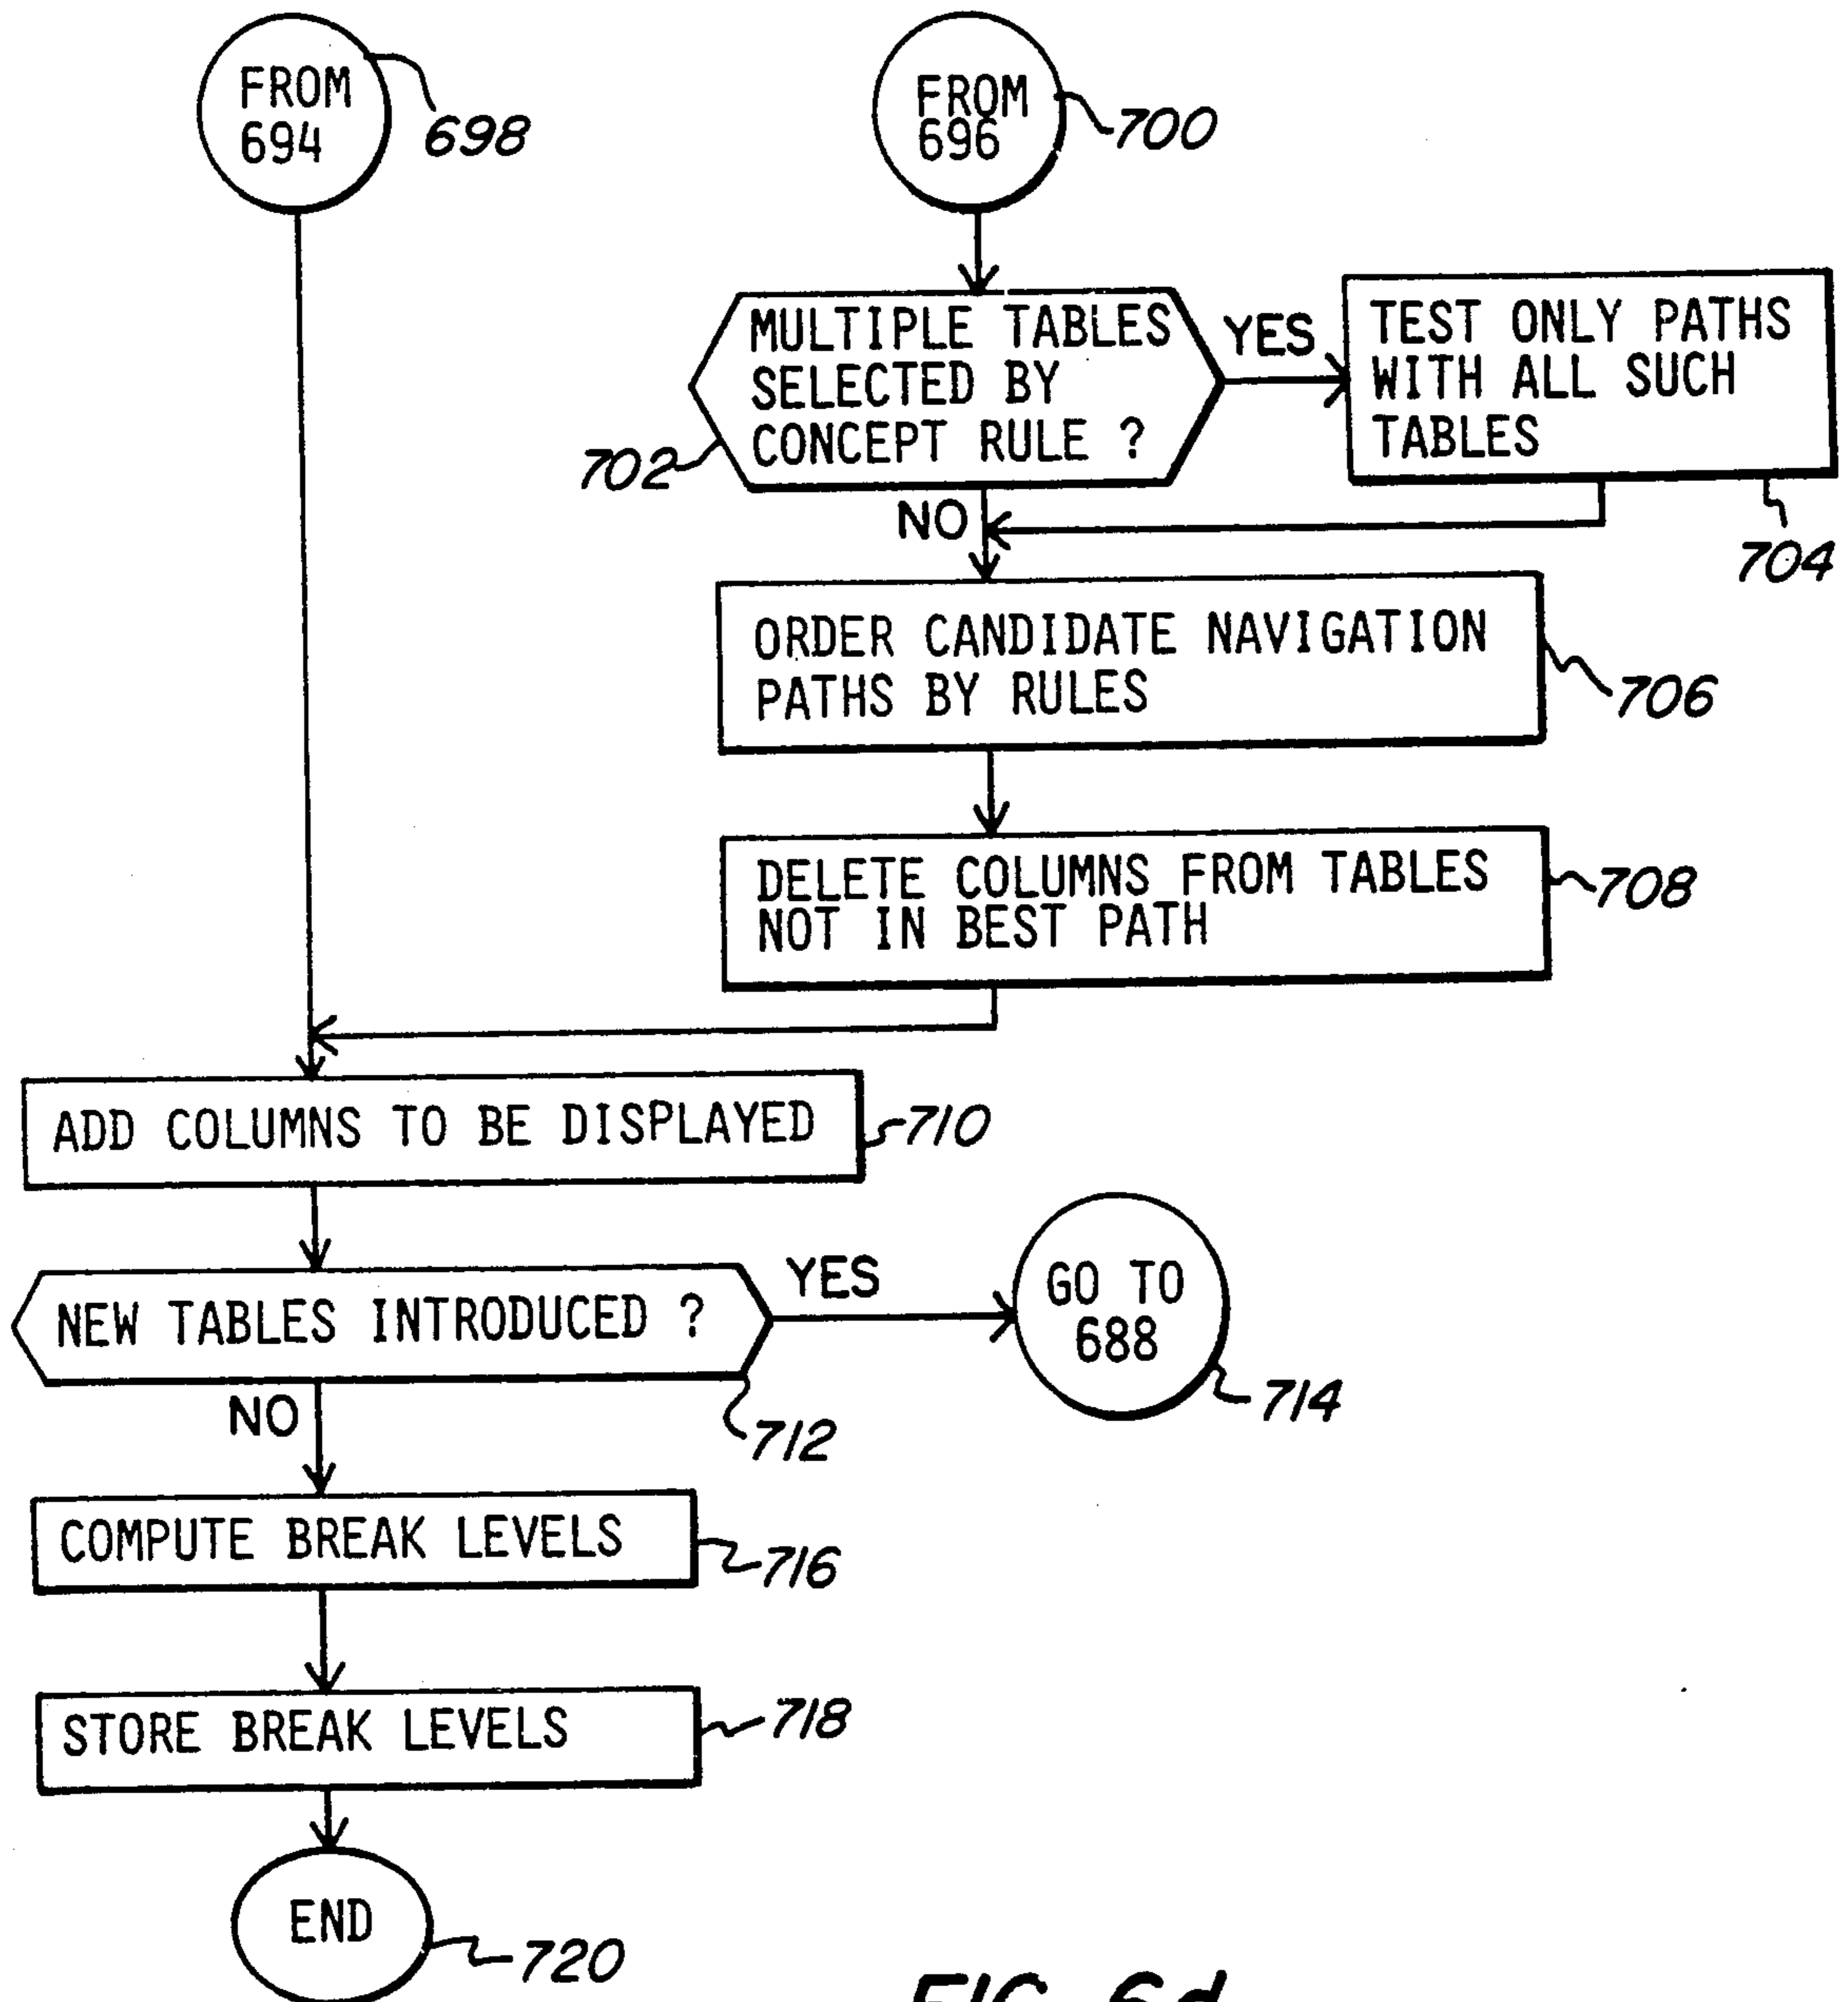 FROM
694
698
FROM
696
700
MULTIPLE TABLES
SELECTED BY
CONCEPT RULE ?
702
YES
TEST ONLY PATHS
WITH ALL SUCH
TABLES
704
NO
ORDER CANDIDATE NAVIGATION
PATHS BY RULES
706
DELETE COLUMNS FROM TABLES
NOT IN BEST PATH
708
ADD COLUMNS TO BE DISPLAYED
710
NEW TABLES INTRODUCED ?
712
YES
GO TO
688
714
NO
COMPUTE BREAK LEVELS
716
STORE BREAK LEVELS
718
END
720
FIG. 6d